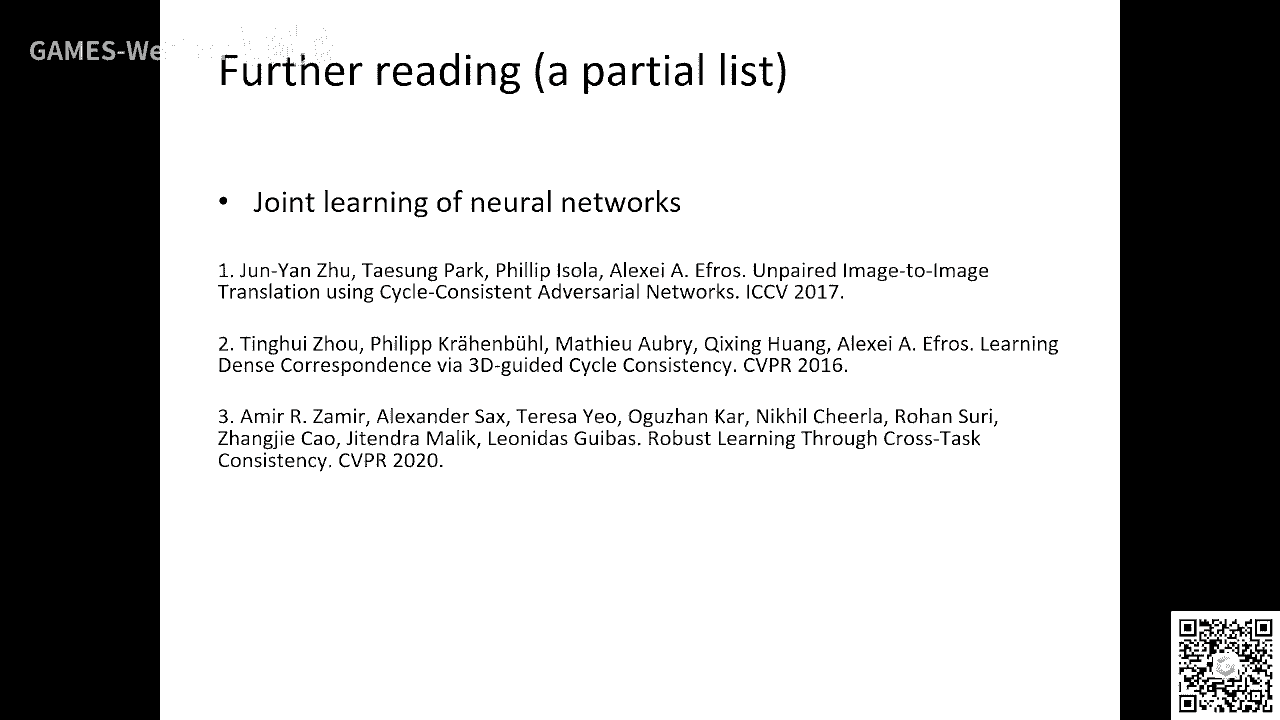 GAMES-We
Further reading (a partial list)
• Joint learning of neural networks
1. Jun-Yan Zhu, Taesung Park, Phillip Isola, Alexei A. Efros. Unpaired Image-to-Image
Translation using Cycle-Consistent Adversarial Networks. ICCV 2017.
2. Tinghui Zhou, Philipp Krähenbühl, Mathieu Aubry, Qixing Huang, Alexei A. Efros. Learning
Dense Correspondence via 3D-guided Cycle Consistency. CVPR 2016.
3. Amir R. Zamir, Alexander Sax, Teresa Yeo, Oguzhan Kar, Nikhil Cheerla, Rohan Suri,
Zhangjie Cao, Jitendra Malik, Leonidas Guibas. Robust Learning Through Cross-Task
Consistency. CVPR 2020.